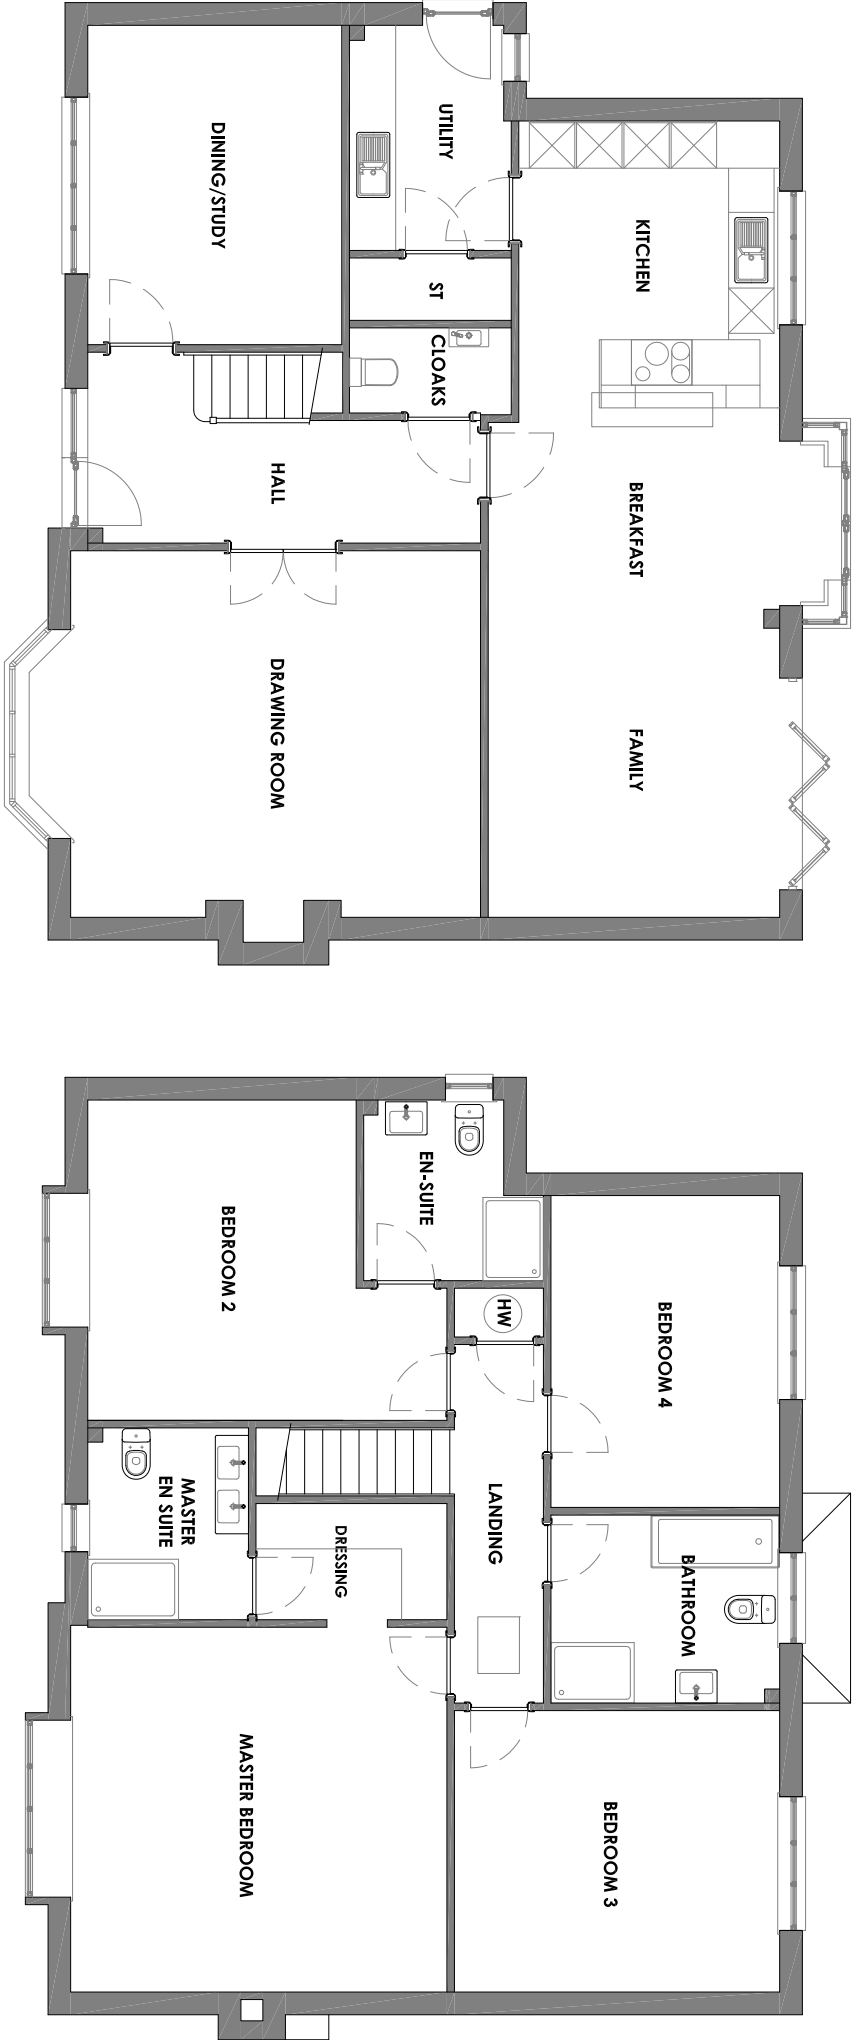 DINING/STUDY
UTILITY
KITCHEN
ST
CLOAKS
HALL
BREAKFAST
DRAWING ROOM
FAMILY
EN-SUITE
BEDROOM 2
HW
BEDROOM 4
MASTER
EN SUITE
DRESSING
LANDING
BATHROOM
MASTER BEDROOM
BEDROOM 3